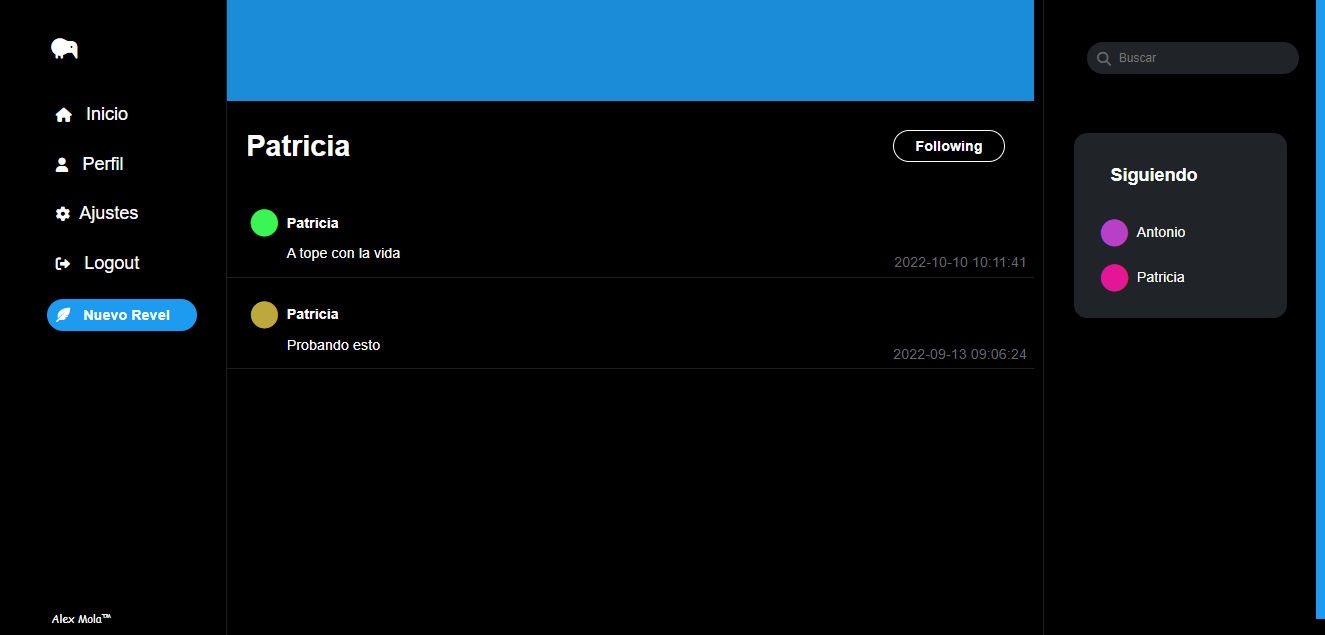 Inicio
Perfil
Ajustes
Logout
Nuevo Revel
Alex Mola™
Patricia
Following
Patricia
A tope con la vida
2022-10-10 10:11:41
Patricia
Probando esto
2022-09-13 09:06:24
Buscar
Siguiendo
Antonio
Patricia